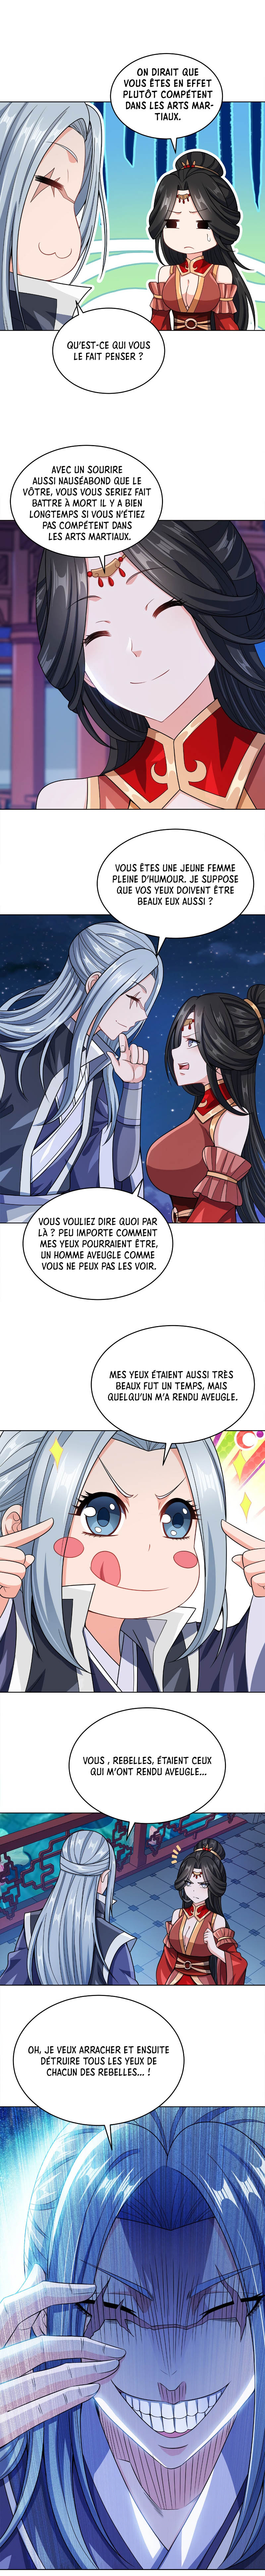 ON DIRAIT QUE
VOUS ÊTES EN EFFET
PLUTÔT COMPÉTENT
DANS LES ARTS MAR-
TIAUX.
QU'EST-CE QUI VOUS
LE FAIT PENSER ?
AVEC UN SOURIRE
AUSSI NAUSÉABOND QUE LE
VÔTRE, VOUS VOUS SERIEZ FAIT
BATTRE À MORT IL Y A BIEN
LONGTEMPS SI VOUS N'ÉTIEZ
PAS COMPÉTENT DANS
LES ARTS MARTIAUX.
VOUS ÊTES UNE JEUNE FEMME
PLEINE D'HUMOUR. JE SUPPOSE
QUE VOS YEUX DOIVENT ÊTRE
BEAUX EUX AUSSI ?
VOUS VOULIEZ DIRE QUOI PAR
LÀ ? PEU IMPORTE COMMENT
MES YEUX POURRAIENT ÊTRE,
UN HOMME AVEUGLE COMME
VOUS NE PEUX PAS LES VOIR.
MES YEUX ÉTAIENT AUSSI TRÈS
BEAUX FUT UN TEMPS, MAIS
QUELQU'UN M'A RENDU AVEUGLE.
VOUS , REBELLES, ÉTAIENT CEUX
QUI M'ONT RENDU AVEUGLE...
OH, JE VEUX ARRACHER ET ENSUITE
DÉTRUIRE TOUS LES YEUX DE
CHACUN DES REBELLES... !